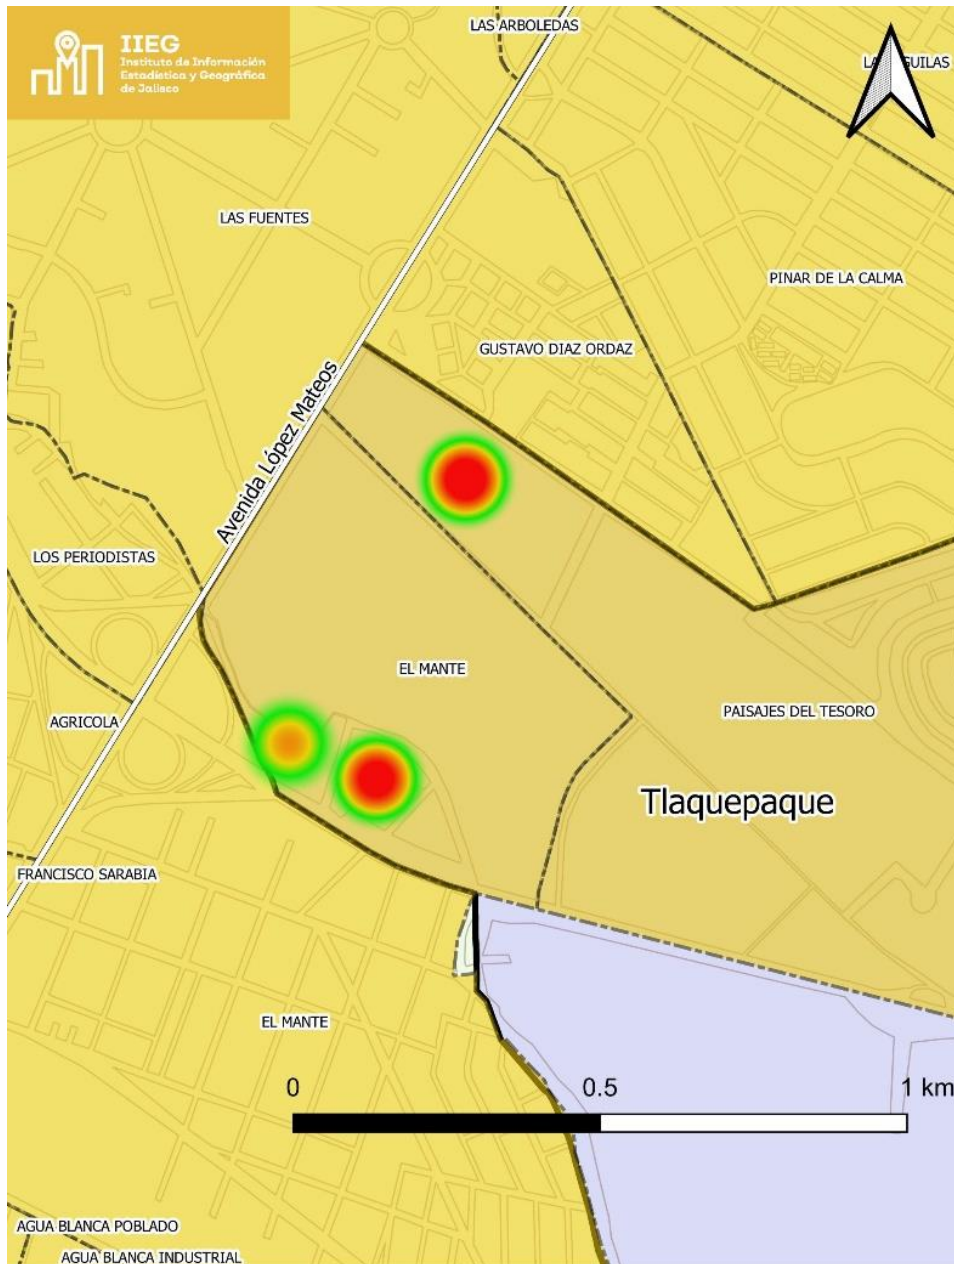 LAS ARBOLEDAS
IIEG
Instituto de Información
Estadística y Geográfica
de Jalisco
LAS FUENTES
PINAR DE LA CALMA
GUSTAVO DIAZ ORDAZ
Avenida López Mateos
LOS PERIODISTAS
EL MANTE
AGRICOLA
PAISAJES DEL TESORO
Tlaquepaque
FRANCISCO SARABIA
EL MANTE
0 0.5 1 km
AGUA BLANCA POBLADO
AGUA BLANCA INDUSTRIAL